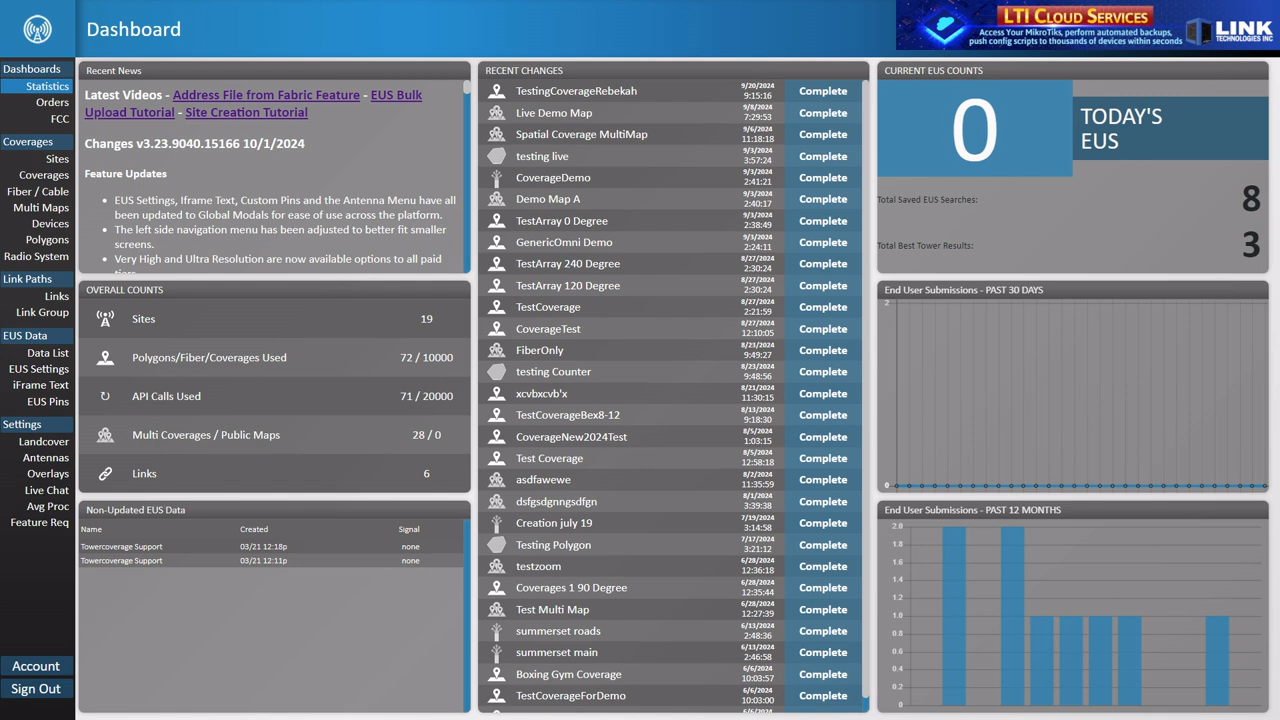 Dashboard
LTI CLOUD SERVICES
Access Your MikroTiks, perform automated backups,
push config scripts to thousands of devices within seconds
LINK
TECHNOLOGIES INC
Dashboards
Statistics
Orders
FCC
Coverages
Sites
Coverages
Fiber / Cable
Multi Maps
Devices
Polygons
Radio System
Link Paths
Links
Link Group
EUS Data
Data List
EUS Settings
iFrame Text
EUS Pins
Settings
Landcover
Antennas
Overlays
Live Chat
Avg Proc
Feature Req
Account
Sign Out
Recent News
Latest Videos - Address File from Fabric Feature - EUS Bulk
Upload Tutorial - Site Creation Tutorial
Changes v3.23.9040.15166 10/1/2024
Feature Updates
• EUS Settings, Iframe Text, Custom Pins and the Antenna Menu have all
been updated to Global Modals for ease of use across the platform.
• The left side navigation menu has been adjusted to better fit smaller
screens.
• Very High and Ultra Resolution are now available options to all paid
OVERALL COUNTS
Sites 19
Polygons/Fiber/Coverages Used 72 / 10000
API Calls Used 71 / 20000
Multi Coverages / Public Maps 28 / 0
Links 6
Non-Updated EUS Data
Name Created Signal
Towercoverage Support 03/21 12:18p none
Towercoverage Support 03/21 12:11p none
RECENT CHANGES
TestingCoverageRebekah 9/20/2024 9:15:16 Complete
Live Demo Map 9/8/2024 7:29:53 Complete
Spatial Coverage MultiMap 9/6/2024 11:18:18 Complete
testing live 9/3/2024 3:57:24 Complete
CoverageDemo 9/3/2024 2:41:21 Complete
Demo Map A 9/3/2024 2:40:17 Complete
TestArray 0 Degree 9/3/2024 2:38:49 Complete
GenericOmni Demo 9/3/2024 2:24:11 Complete
TestArray 240 Degree 8/27/2024 2:30:24 Complete
TestArray 120 Degree 8/27/2024 2:30:24 Complete
TestCoverage 8/27/2024 2:21:59 Complete
CoverageTest 8/27/2024 12:10:05 Complete
FiberOnly 8/23/2024 9:49:27 Complete
testing Counter 8/23/2024 9:48:56 Complete
xcvbxcvb'x 8/21/2024 11:30:15 Complete
TestCoverageBex8-12 8/13/2024 9:18:30 Complete
CoverageNew2024Test 8/5/2024 1:03:15 Complete
Test Coverage 8/5/2024 12:58:18 Complete
asdfawewe 8/2/2024 11:35:59 Complete
dsfgsdgnngsdfgn 8/1/2024 3:39:38 Complete
Creation july 19 7/19/2024 3:14:58 Complete
Testing Polygon 7/17/2024 3:21:12 Complete
testzoom 6/28/2024 12:36:18 Complete
Coverages 1 90 Degree 6/28/2024 12:35:44 Complete
Test Multi Map 6/28/2024 12:27:39 Complete
summerset roads 6/13/2024 2:48:36 Complete
summerset main 6/13/2024 2:46:58 Complete
Boxing Gym Coverage 6/6/2024 10:03:57 Complete
TestCoverageForDemo 6/6/2024 10:03:00 Complete
CURRENT EUS COUNTS
0
TODAY'S
EUS
Total Saved EUS Searches: 8
Total Best Tower Results: 3
End User Submissions - PAST 30 DAYS
2
0
End User Submissions - PAST 12 MONTHS
2.0
1.8
1.6
1.4
1.2
1.0
0.8
0.6
0.4
0.2
0